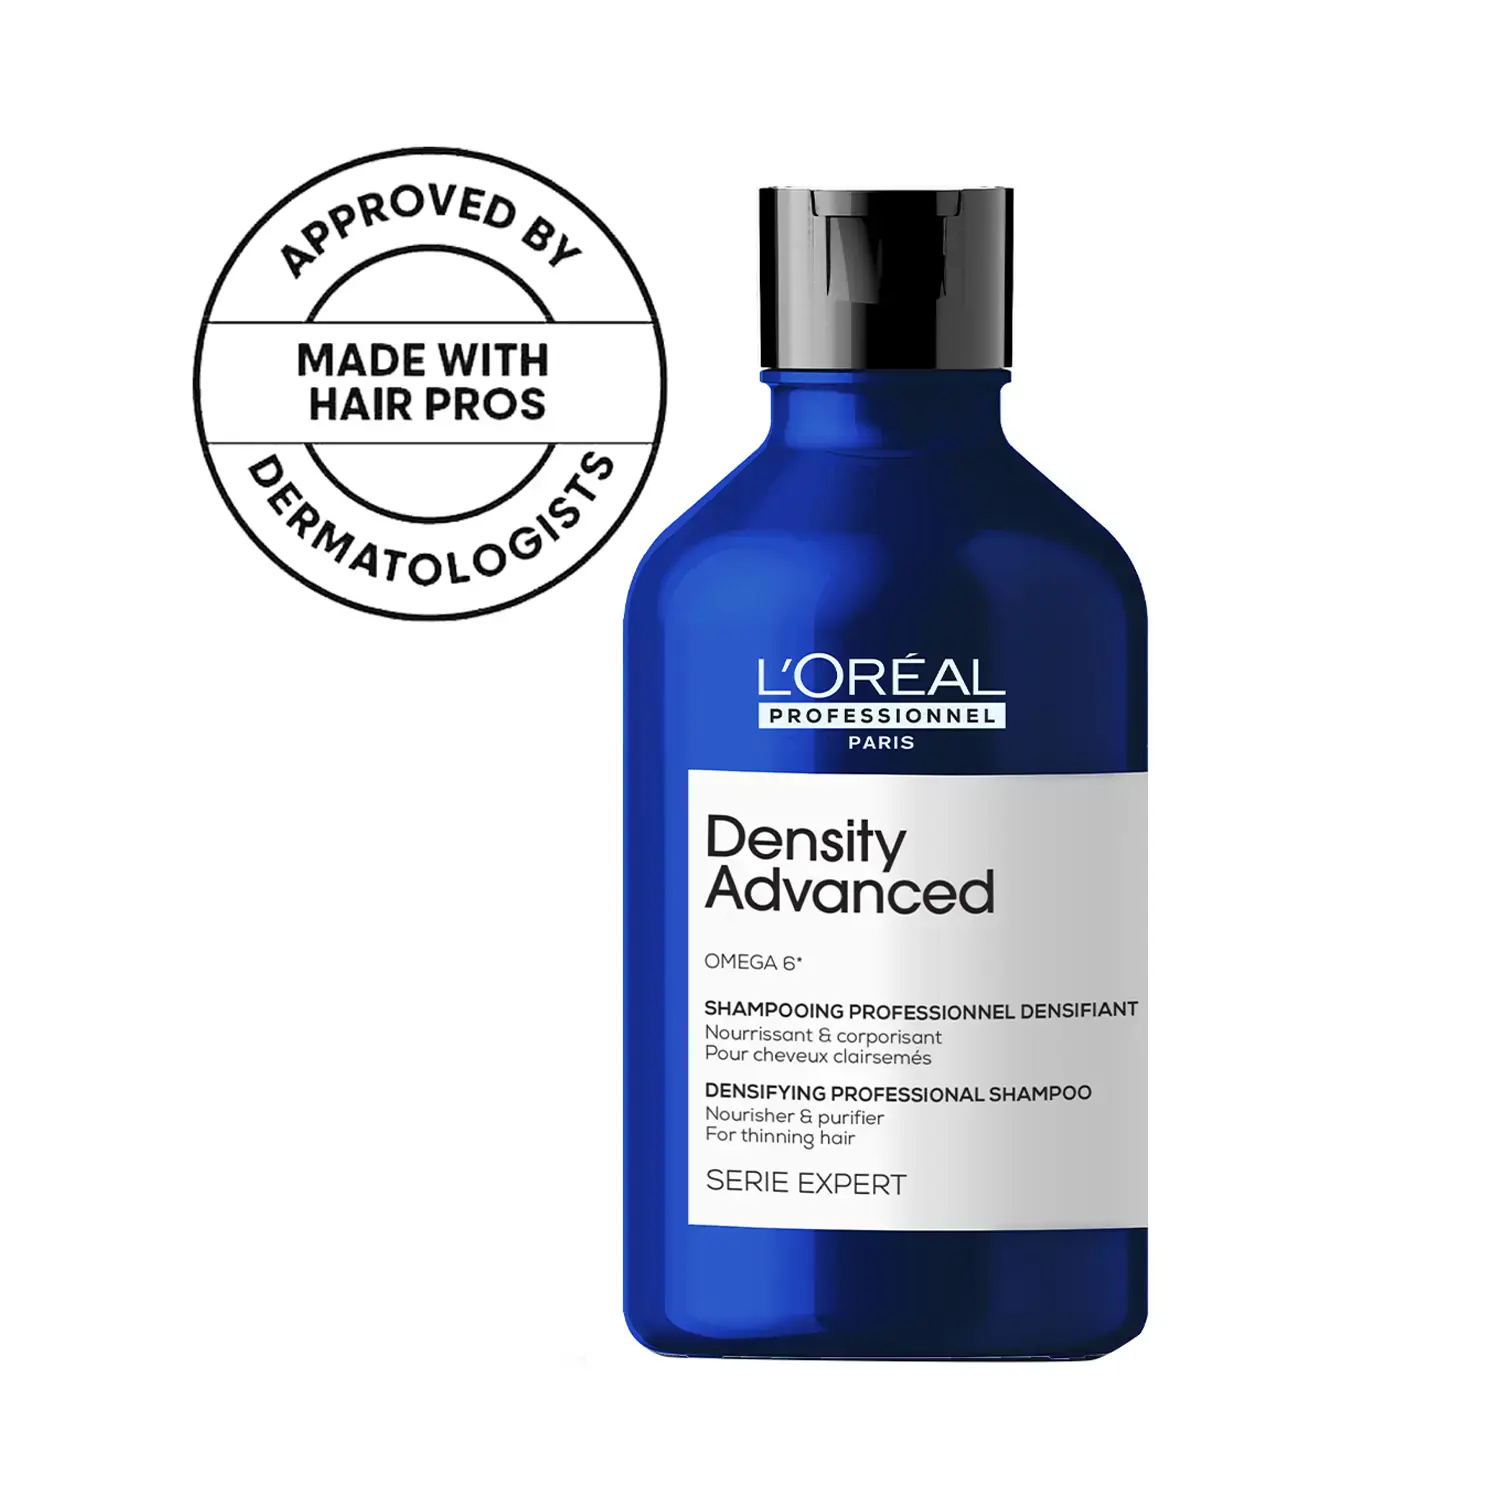 APPROVED BY
MADE WITH
HAIR PROS
DERMATOLOGISTS
L'ORÉAL
PROFESSIONNEL
PARIS
Density
Advanced
OMEGA 6*
SHAMPOOING PROFESSIONNEL DENSIFIANT
Nourrissant & corporisant
Pour cheveux clairsemés
DENSIFYING PROFESSIONAL SHAMPOO
Nourisher & purifier
For thinning hair
SERIE EXPERT